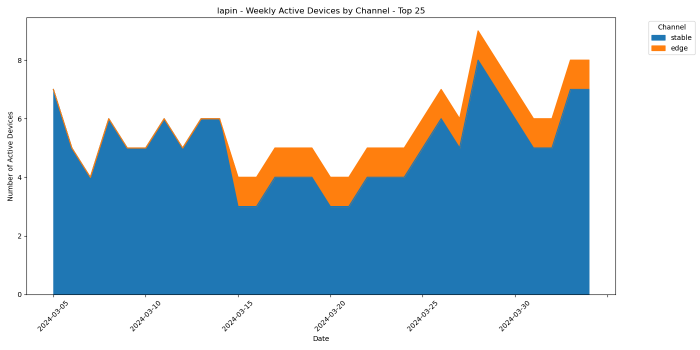 lapin - Weekly Active Devices by Channel - Top 25
Channel
stable
edge
Number of Active Devices
8
6
4
2
0
2024-03-05
2024-03-10
2024-03-15
2024-03-20
2024-03-25
2024-03-30
Date